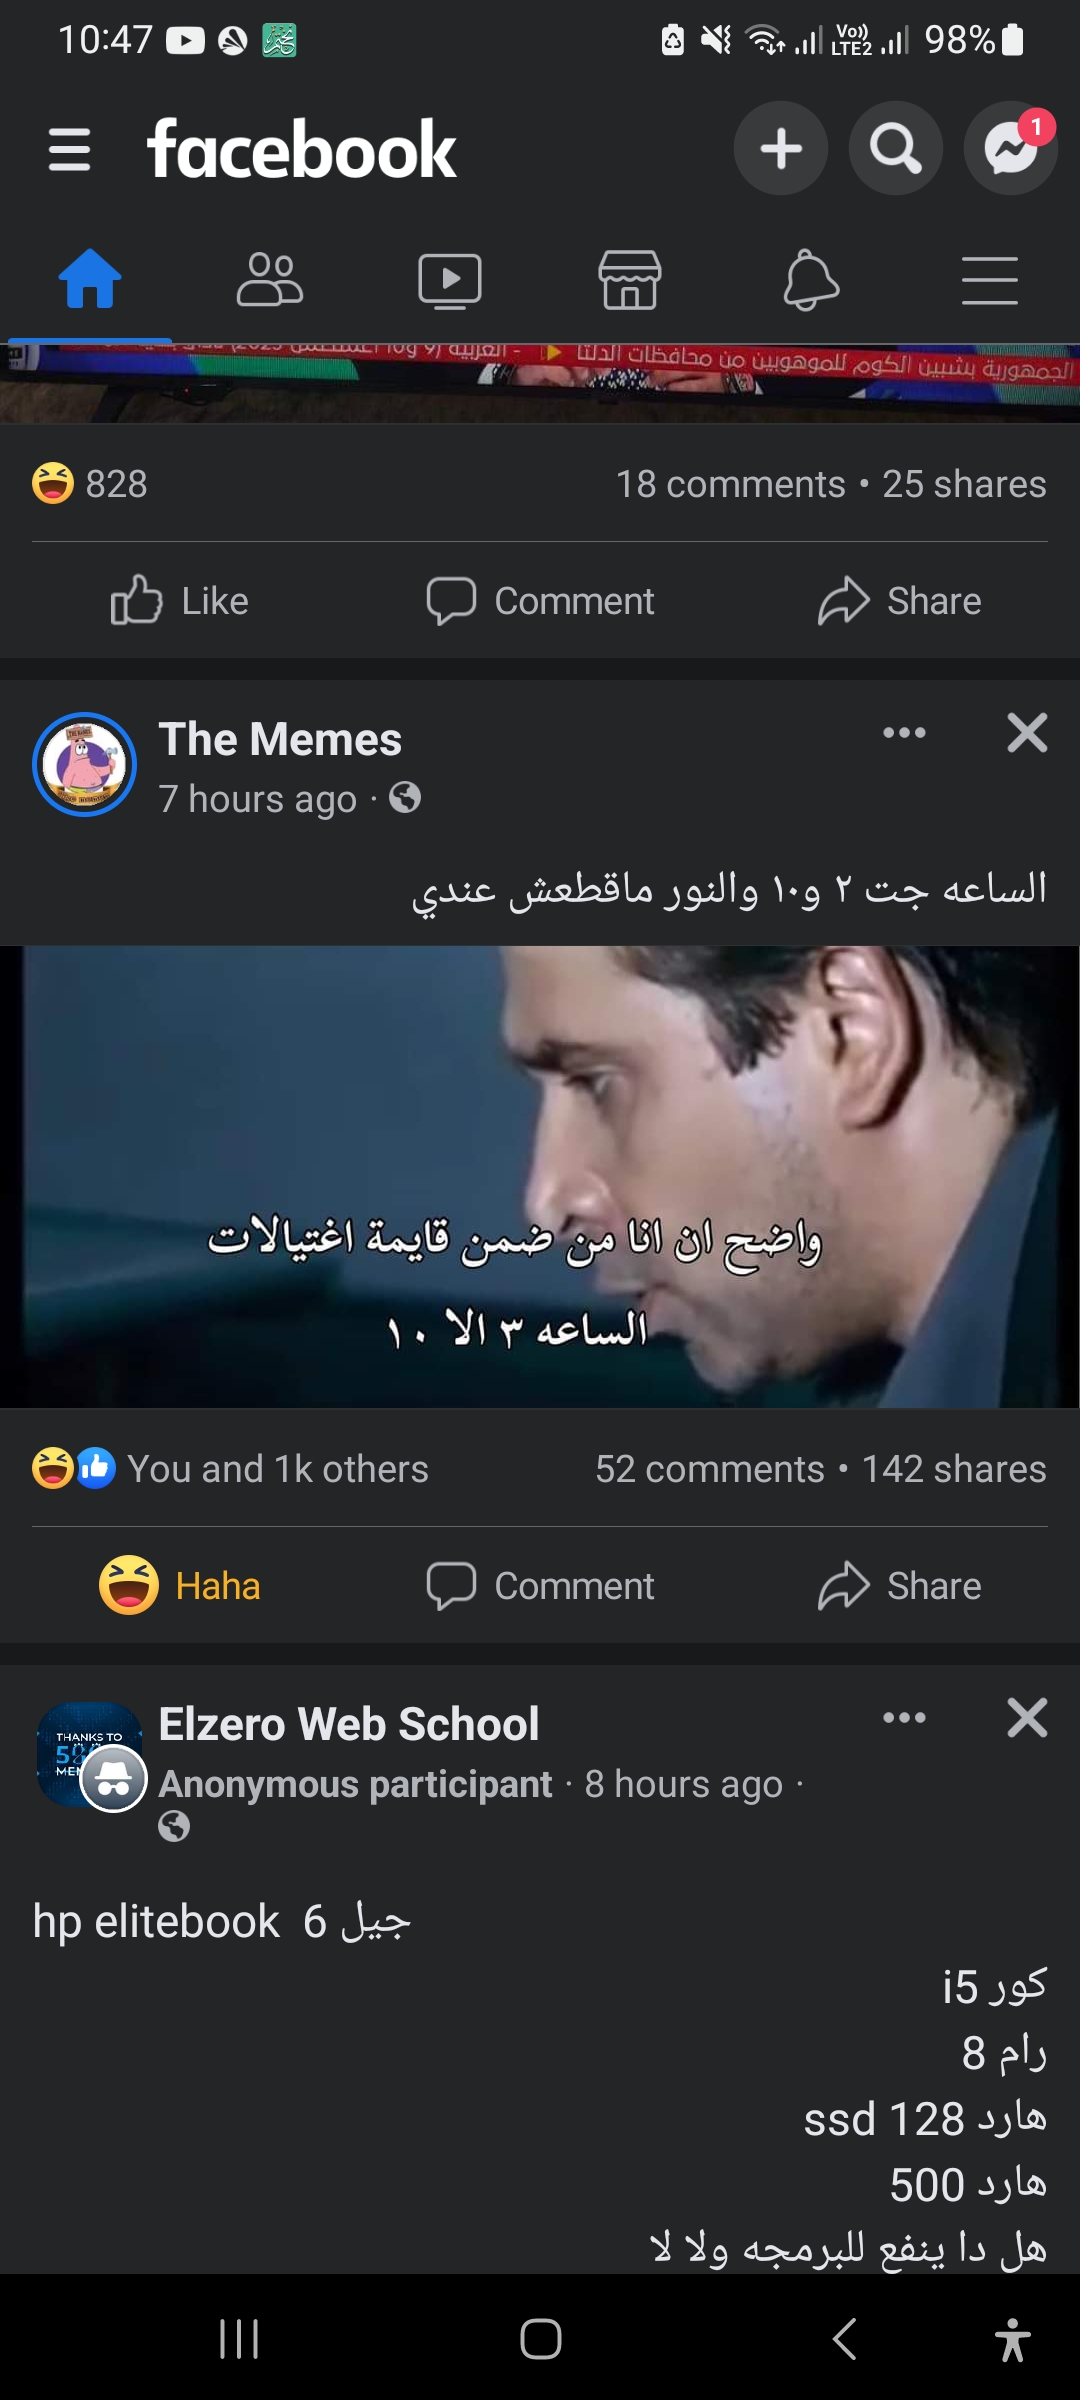 10:47
Vo)) LTE2
98%
facebook
1
الجمهورية بشبين الكوم للموهوبين من محافظات الدلتا
828
18 comments • 25 shares
Like
Comment
Share
The Memes
7 hours ago ·
الساعه جت ٢ و١٠ والنور ماقطعش عندي
واضح ان انا من ضمن قايمة اغتيالات
الساعه ٣ الا ١٠
You and 1k others
52 comments • 142 shares
Haha
Comment
Share
THANKS TO
Elzero Web School
Anonymous participant · 8 hours ago ·
hp elitebook 6 جيل
كور i5
رام 8
هارد 128 ssd
هارد 500
هل دا ينفع للبرمجه ولا لا